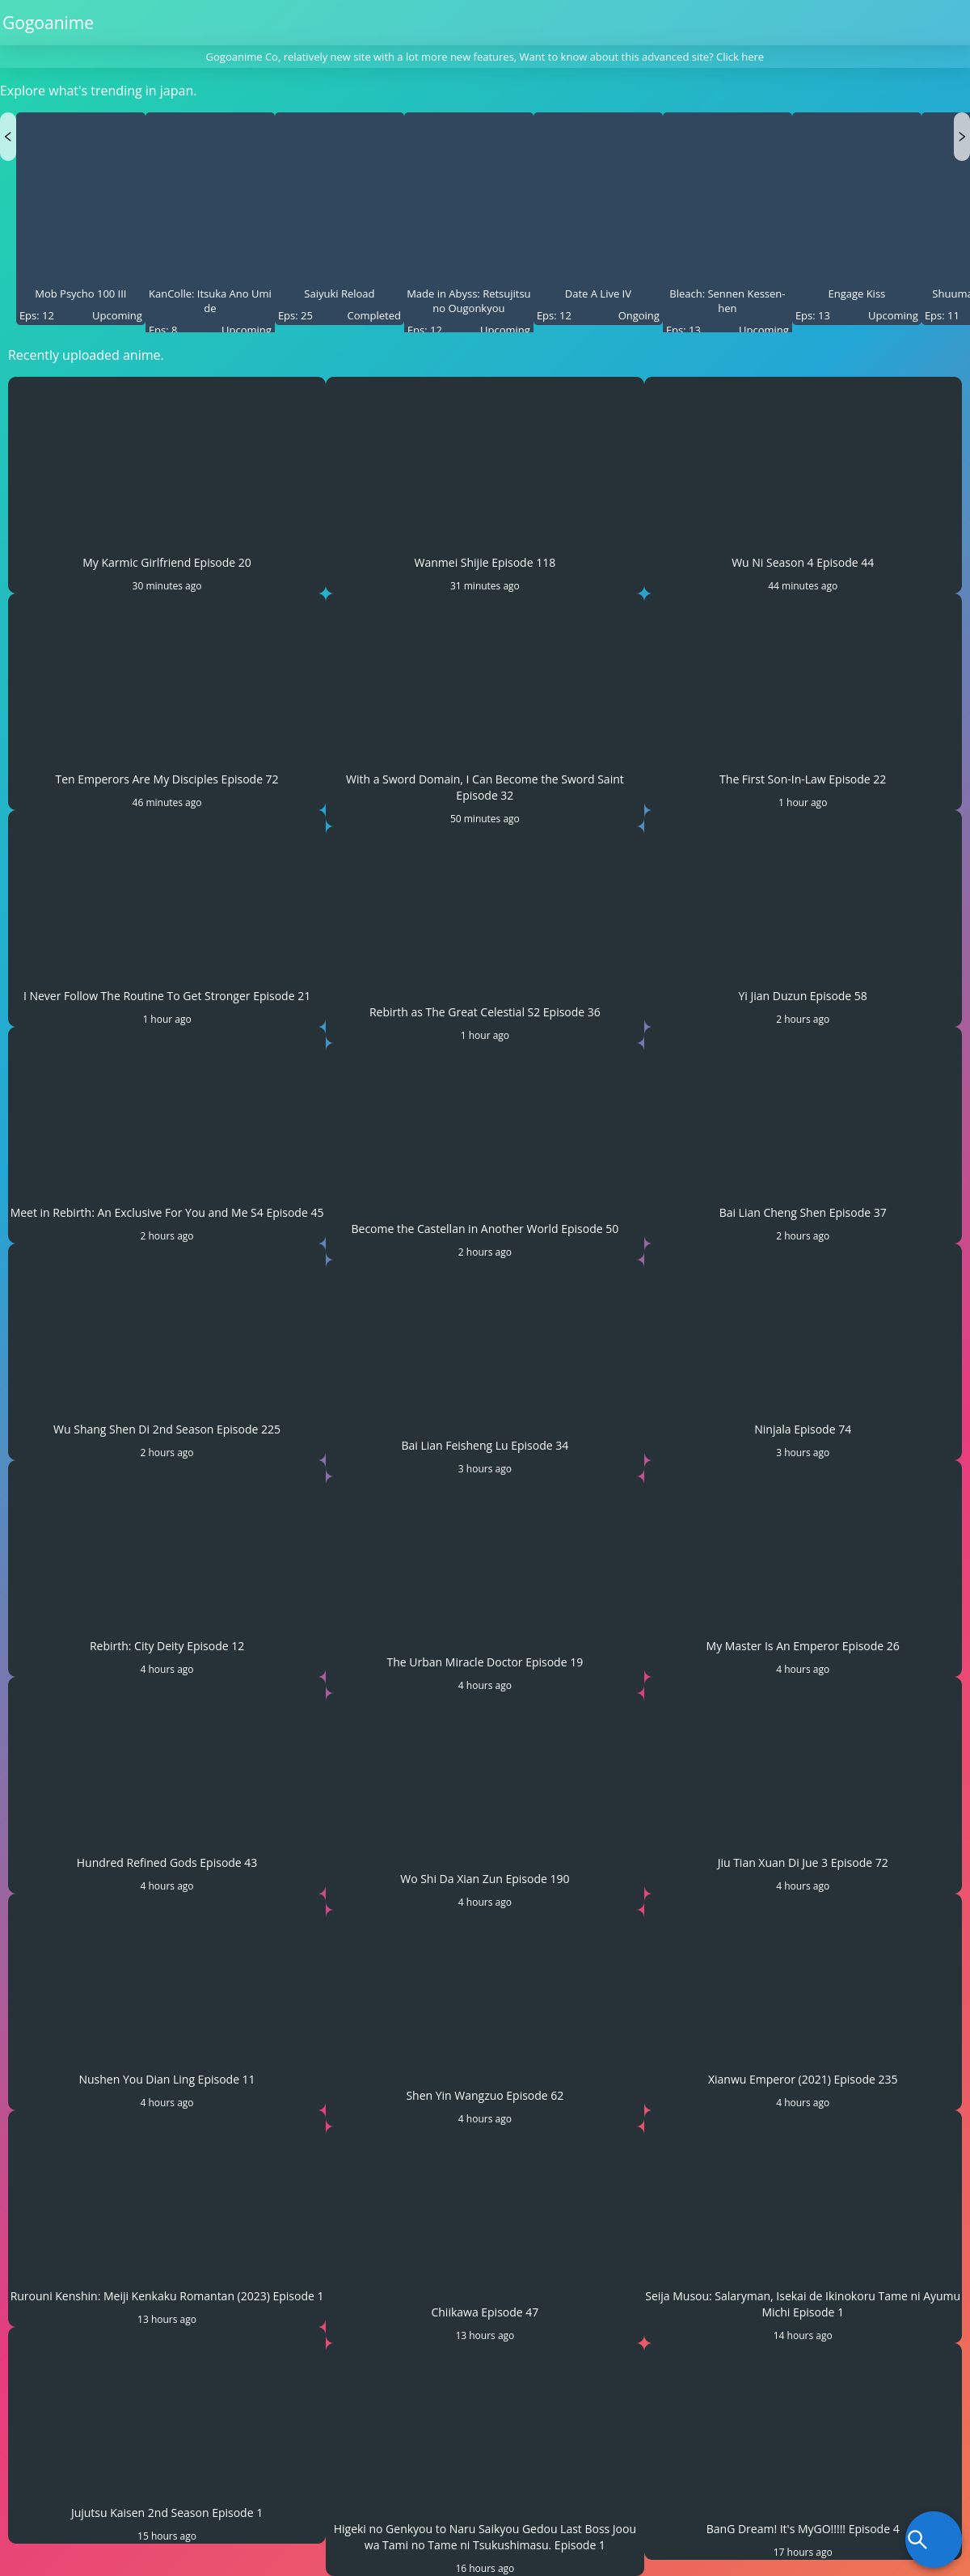 Gogoanime
Gogoanime Co, relatively new site with a lot more new features, Want to know about this advanced site? Click here
Explore what's trending in japan.
Mob Psycho 100 III
Eps: 12 Upcoming
KanColle: Itsuka Ano Umi
de
Eps: 8 Upcoming
Saiyuki Reload
Eps: 25 Completed
Made in Abyss: Retsujitsu
no Ougonkyou
Eps: 12 Upcoming
Date A Live IV
Eps: 12 Ongoing
Bleach: Sennen Kessen-
hen
Eps: 13 Upcoming
Engage Kiss
Eps: 13 Upcoming
Eps: 11
Recently uploaded anime.
My Karmic GIrlfriend Episode 20
30 minutes ago
Wanmei Shijie Episode 118
31 minutes ago
Wu Ni Season 4 Episode 44
44 minutes ago
Ten Emperors Are My Disciples Episode 72
46 minutes ago
With a Sword Domain, I Can Become the Sword Saint
Episode 32
50 minutes ago
The First Son-In-Law Episode 22
1 hour ago
I Never Follow The Routine To Get Stronger Episode 21
1 hour ago
Rebirth as The Great Celestial S2 Episode 36
1 hour ago
Yi Jian Duzun Episode 58
2 hours ago
Meet in Rebirth: An Exclusive For You and Me S4 Episode 45
2 hours ago
Become the Castellan in Another World Episode 50
2 hours ago
Bai Lian Cheng Shen Episode 37
2 hours ago
Wu Shang Shen Di 2nd Season Episode 225
2 hours ago
Bai Lian Feisheng Lu Episode 34
3 hours ago
Ninjala Episode 74
3 hours ago
Rebirth: City Deity Episode 12
4 hours ago
The Urban Miracle Doctor Episode 19
4 hours ago
My Master Is An Emperor Episode 26
4 hours ago
Hundred Refined Gods Episode 43
4 hours ago
Wo Shi Da Xian Zun Episode 190
4 hours ago
Jiu Tian Xuan Di Jue 3 Episode 72
4 hours ago
Nushen You Dian Ling Episode 11
4 hours ago
Shen Yin Wangzuo Episode 62
4 hours ago
Xianwu Emperor (2021) Episode 235
4 hours ago
Rurouni Kenshin: Meiji Kenkaku Romantan (2023) Episode 1
13 hours ago
Chiikawa Episode 47
13 hours ago
Seija Musou: Salaryman, Isekai de Ikinokoru Tame ni Ayumu
Michi Episode 1
14 hours ago
Jujutsu Kaisen 2nd Season Episode 1
15 hours ago
Higeki no Genkyou to Naru Saikyou Gedou Last Boss Joou
wa Tami no Tame ni Tsukushimasu. Episode 1
16 hours ago
BanG Dream! It's MyGO!!!!! Episode 4
17 hours ago